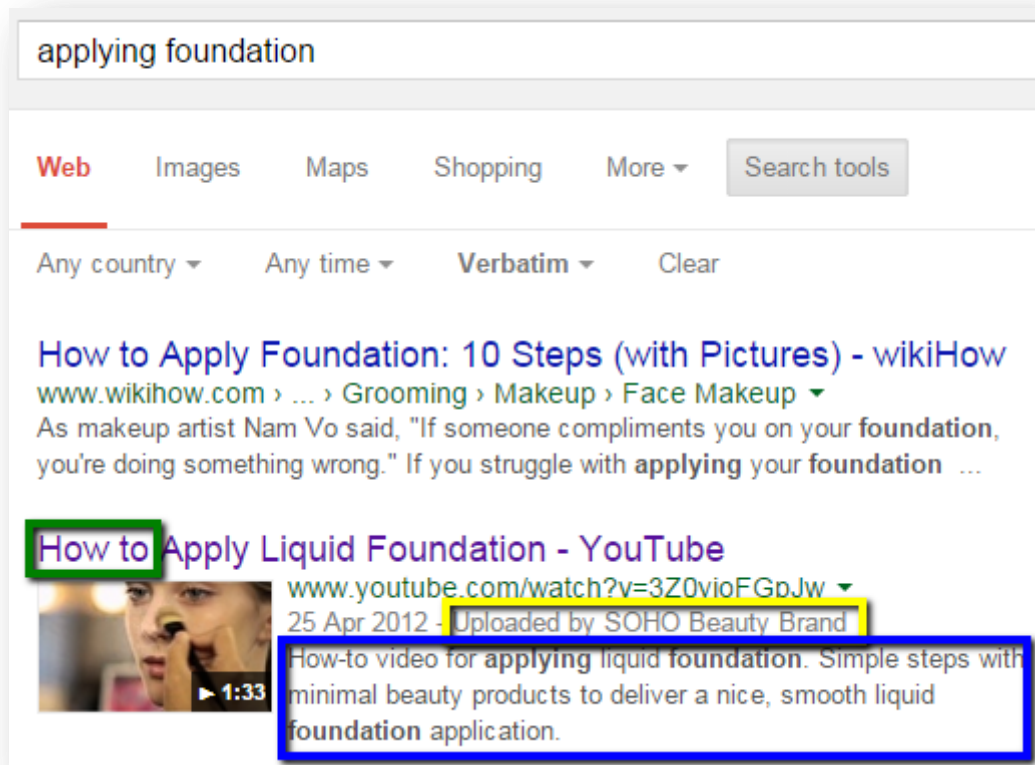 applying foundation
Web Images Maps Shopping More Search tools
Any country Any time Verbatim Clear
How to Apply Foundation: 10 Steps (with Pictures) - wikiHow
www.wikihow.com › ... › Grooming › Makeup › Face Makeup
As makeup artist Nam Vo said, "If someone compliments you on your foundation,
you're doing something wrong." If you struggle with applying your foundation ...
How to Apply Liquid Foundation - YouTube
www.youtube.com/watch?v=3Z0vioFGpJw
25 Apr 2012 - Uploaded by SOHO Beauty Brand
How-to video for applying liquid foundation. Simple steps with
1:33 minimal beauty products to deliver a nice, smooth liquid
foundation application.